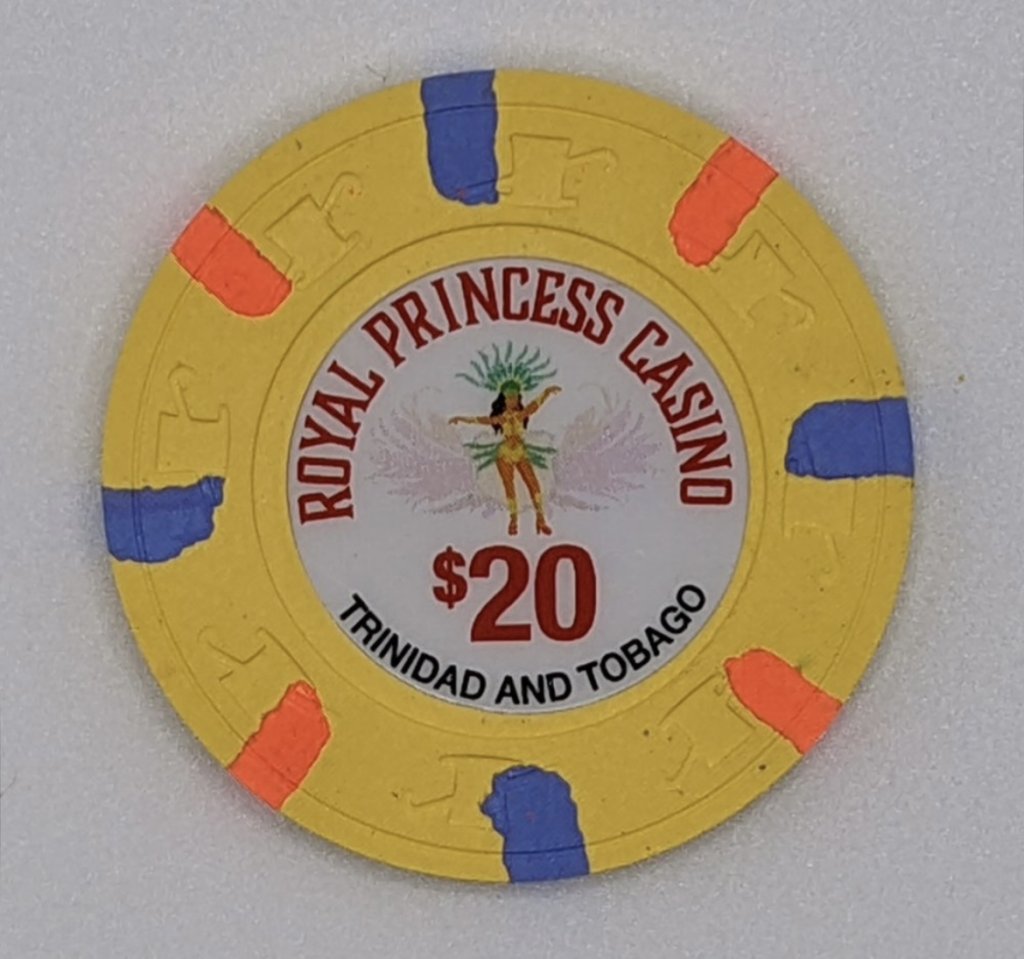 ROYAL PRINCESS CASINO
$20
TRINIDAD AND TOBAGO